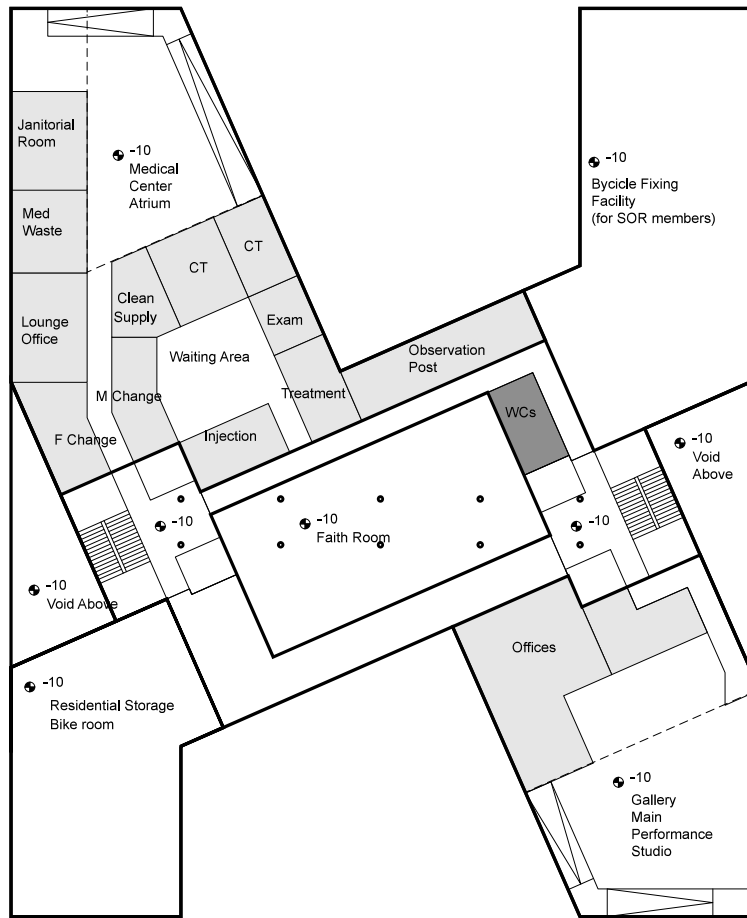 Janitorial
Room
-10
Medical
Center
Atrium
-10
Bycicle Fixing
Facility
(for SOR members)
Med
Waste
CT
CT
Clean
Supply
Exam
Lounge
Office
Waiting Area
Observation
Post
M Change
Treatment
WCs
F Change
Injection
-10
Void
Above
-10
-10
Faith Room
-10
-10
Void Above
Offices
-10
Residential Storage
Bike room
-10
Gallery
Main
Performance
Studio